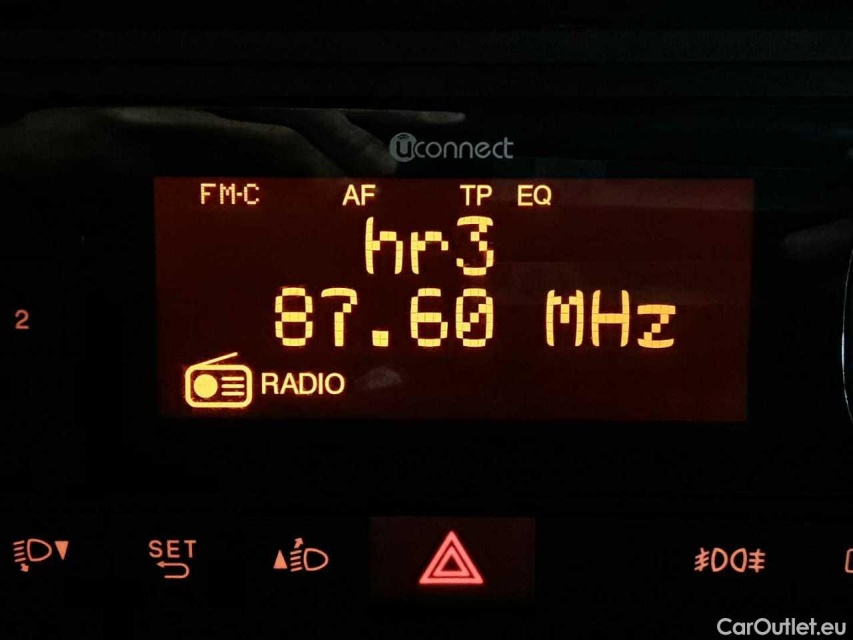 uconnect
FM-C AF TP EQ
hr3
2
87.60 MHz
RADIO
SET
CarOutlet.eu